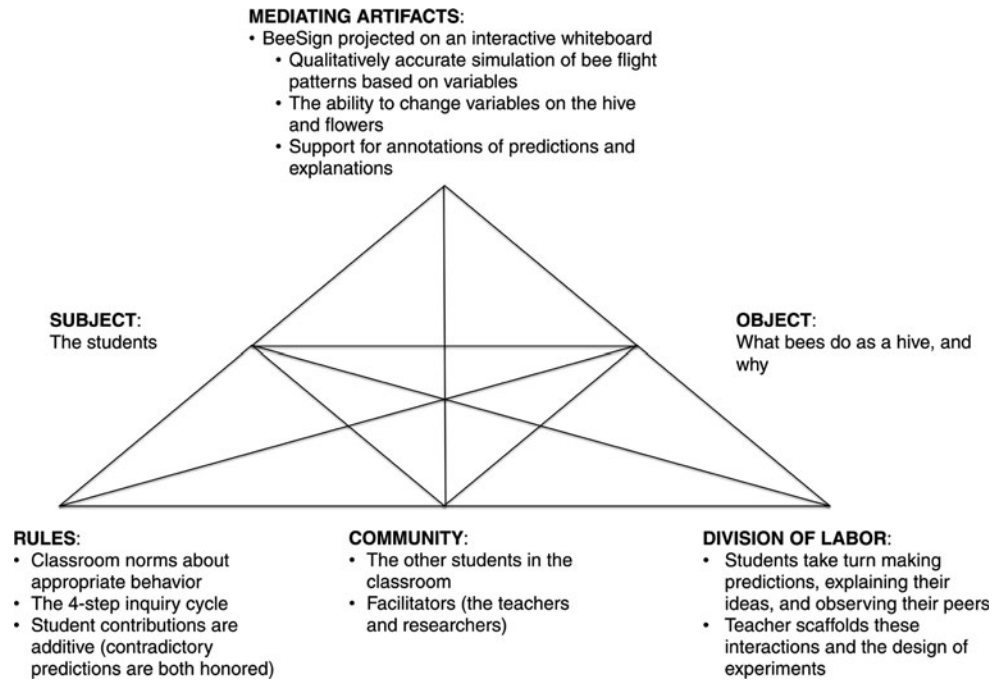 MEDIATING ARTIFACTS:
• BeeSign projected on an interactive whiteboard
• Qualitatively accurate simulation of bee flight
patterns based on variables
• The ability to change variables on the hive
and flowers
• Support for annotations of predictions and
explanations
SUBJECT:
The students
OBJECT:
What bees do as a hive, and
why
RULES:
• Classroom norms about
appropriate behavior
• The 4-step inquiry cycle
• Student contributions are
additive (contradictory
predictions are both honored)
COMMUNITY:
• The other students in the
classroom
• Facilitators (the teachers
and researchers)
DIVISION OF LABOR:
• Students take turn making
predictions, explaining their
ideas, and observing their peers
• Teacher scaffolds these
interactions and the design of
experiments